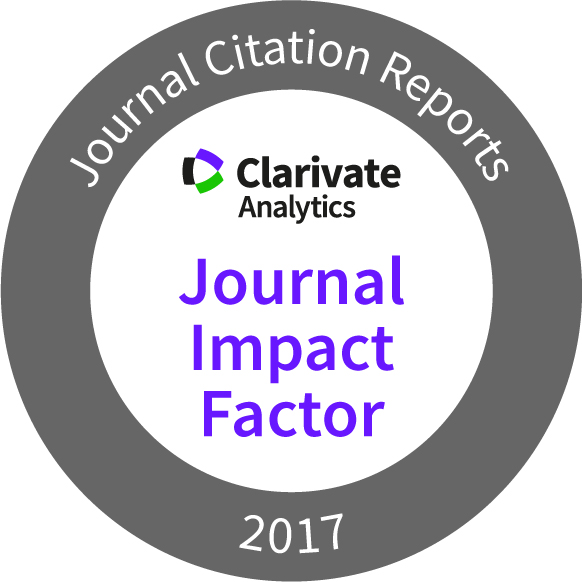 Journal Citation Reports
Clarivate
Analytics
Journal
Impact
Factor
2017